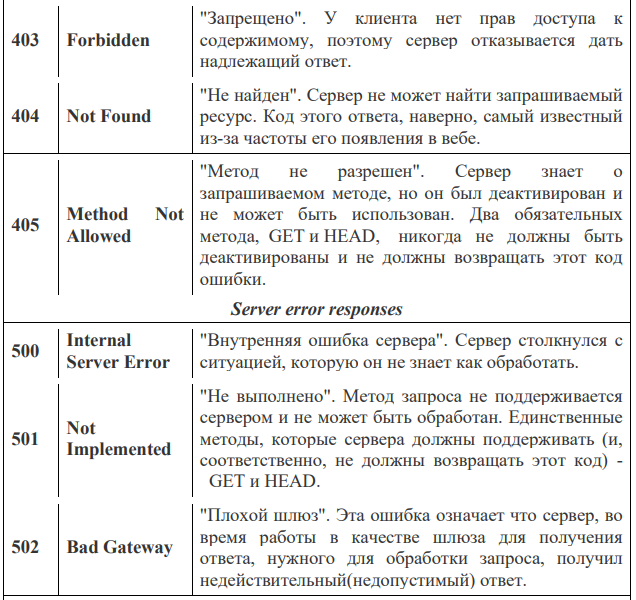 403 Forbidden "Запрещено". У клиента нет прав доступа к
содержимому, поэтому сервер отказывается дать
надлежащий ответ.
404 Not Found "Не найден". Сервер не может найти запрашиваемый
ресурс. Код этого ответа, наверно, самый известный
из-за частоты его появления в вебе.
405 Method Not Allowed "Метод не разрешен". Сервер знает о
запрашиваемом методе, но он был деактивирован и
не может быть использован. Два обязательных
метода, GET и HEAD, никогда не должны быть
деактивированы и не должны возвращать этот код
ошибки.
Server error responses
500 Internal Server Error "Внутренняя ошибка сервера". Сервер столкнулся с
ситуацией, которую он не знает как обработать.
501 Not Implemented "Не выполнено". Метод запроса не поддерживается
сервером и не может быть обработан. Единственные
методы, которые сервера должны поддерживать (и,
соответственно, не должны возвращать этот код) -
GET и HEAD.
502 Bad Gateway "Плохой шлюз". Эта ошибка означает что сервер, во
время работы в качестве шлюза для получения
ответа, нужного для обработки запроса, получил
недействительный(недопустимый) ответ.